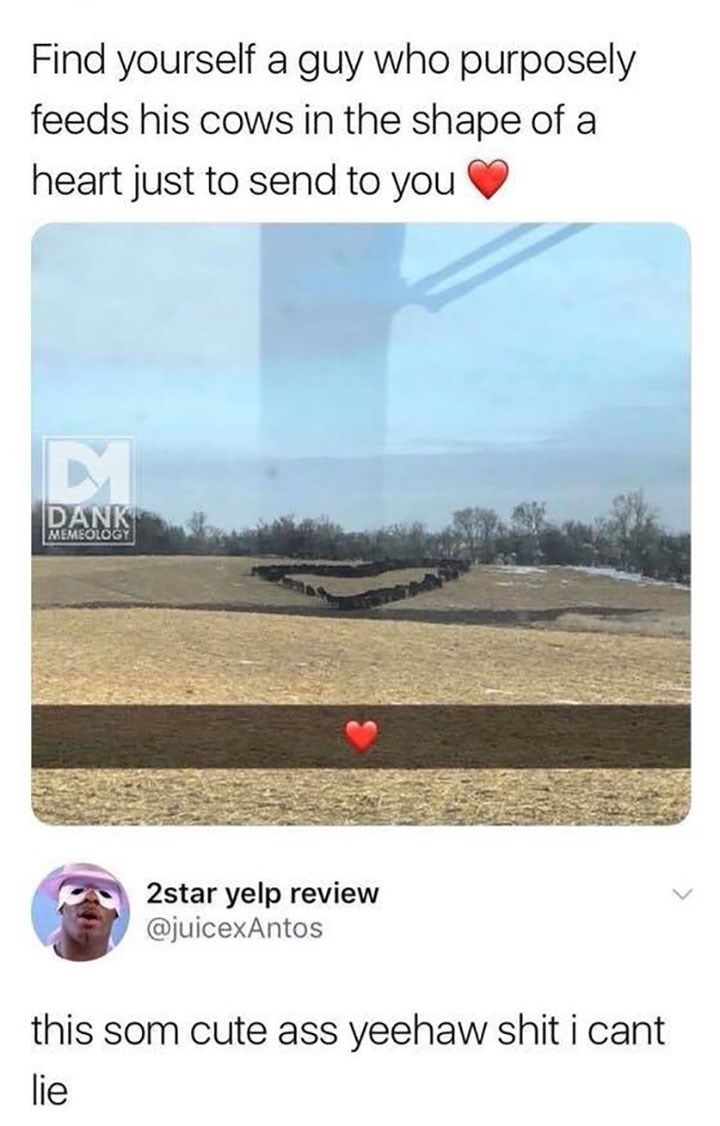 Find yourself a guy who purposely
feeds his cows in the shape of a
heart just to send to you ❤️
DM
DANK
MEMEOLOGY
❤️
2star yelp review
@juicexAntos
this som cute ass yeehaw shit i cant
lie